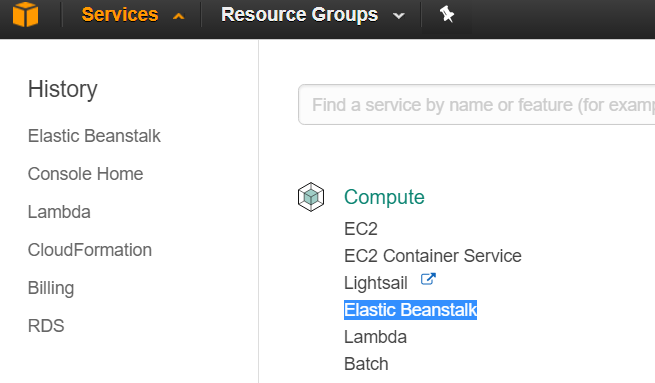 Services Resource Groups
History
Elastic Beanstalk
Console Home
Lambda
CloudFormation
Billing
RDS
Find a service by name or feature (for examp
Compute
EC2
EC2 Container Service
Lightsail
Elastic Beanstalk
Lambda
Batch